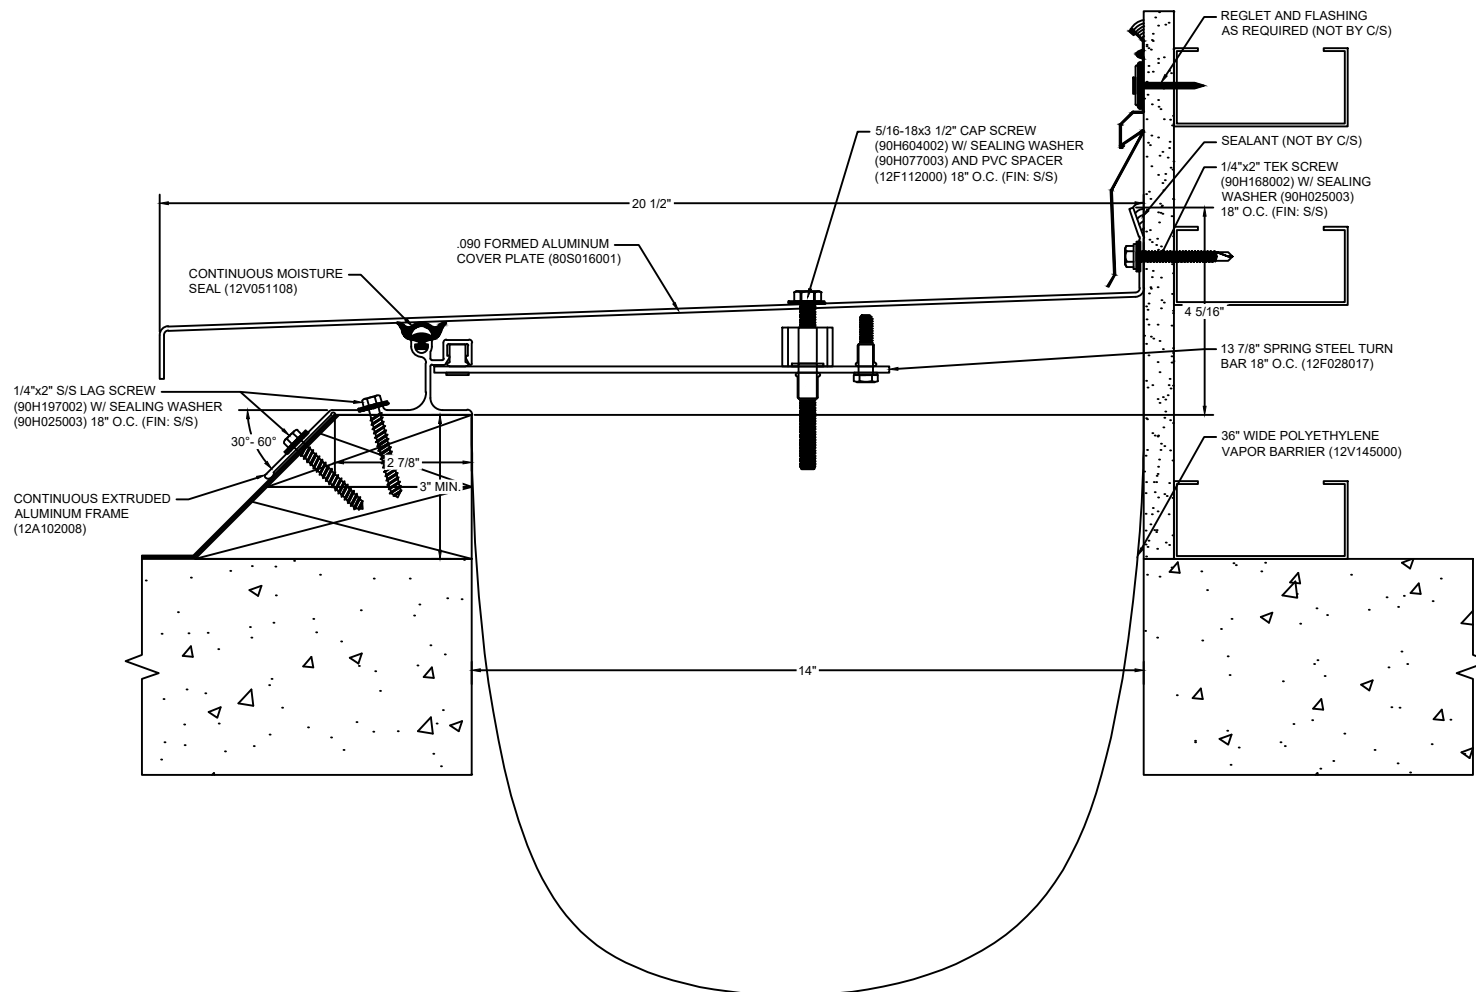 REGLET AND FLASHING
AS REQUIRED (NOT BY C/S)
5/16-18x3 1/2" CAP SCREW
(90H604002) W/ SEALING WASHER
(90H077003) AND PVC SPACER
(12F112000) 18" O.C. (FIN: S/S)
SEALANT (NOT BY C/S)
1/4"x2" TEK SCREW
(90H168002) W/ SEALING
WASHER (90H025003)
18" O.C. (FIN: S/S)
20 1/2"
.090 FORMED ALUMINUM
COVER PLATE (80S016001)
CONTINUOUS MOISTURE
SEAL (12V051108)
4 5/16"
13 7/8" SPRING STEEL TURN
BAR 18" O.C. (12F028017)
1/4"x2" S/S LAG SCREW
(90H197002) W/ SEALING WASHER
(90H025003) 18" O.C. (FIN: S/S)
30°- 60°
2 7/8"
3" MIN.
36" WIDE POLYETHYLENE
VAPOR BARRIER (12V145000)
CONTINUOUS EXTRUDED
ALUMINUM FRAME
(12A102008)
14"